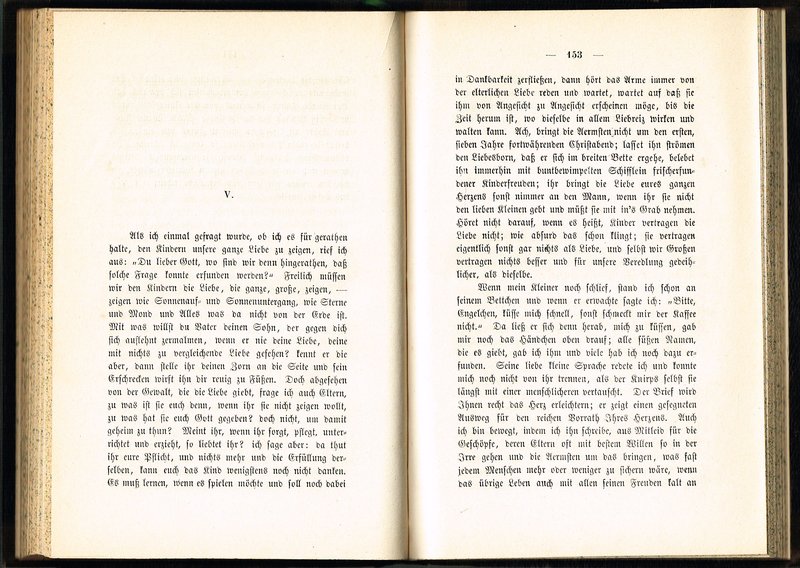 V.
Als ich einmal gefragt wurde, ob ich es für gerathen
halte, den Kindern unsere ganze Liebe zu zeigen, rief ich
aus: „Du lieber Gott, wo sind wir denn hingerathen, daß
solche Frage konnte erfunden werden?“ Freilich müssen
wir den Kindern die Liebe, die ganze, große, zeigen, —
zeigen wie Sonnenauf- und Sonnenuntergang, wie Sterne
und Mond und Alles was da nicht von der Erde ist.
Mit was willst du Vater deinen Sohn, der gegen dich
sich auflehnt zermalmen, wenn er nie deine Liebe, deine
mit nichts zu vergleichende Liebe gesehen? kennt er die
aber, dann stelle ihr deinen Zorn an die Seite und sein
Erschrecken wirft ihn dir reuig zu Füßen. Doch abgesehen
von der Gewalt, die die Liebe giebt, frage ich euch Eltern,
zu was ist sie euch denn, wenn ihr sie nicht zeigen wollt,
zu was hat sie euch Gott gegeben? doch nicht, um damit
geheim zu thun? Meint ihr, wenn ihr sorgt, pflegt, unter-
richtet und erzieht, so liebtet ihr? ich sage aber: da thut
ihr eure Pflicht, und nichts mehr und die Erfüllung der-
selben, kann euch das Kind wenigstens noch nicht danken.
Es muß lernen, wenn es spielen möchte und soll noch dabei
— 153 —
in Dankbarkeit zerfließen, dann hört das Arme immer von
der elterlichen Liebe reden und wartet, wartet auf daß sie
ihm von Angesicht zu Angesicht erscheinen möge, bis die
Zeit herum ist, wo dieselbe in allem Liebreiz wirken und
walten kann. Ach, bringt die Aermsten nicht um den ersten,
sieben Jahre fortwährenden Christabend; lasset ihn strömen
den Liebesborn, daß er sich im breiten Bette ergehe, belebet
ihn immerhin mit buntbewimpelten Schifflein frischerfun-
dener Kinderfreuden; ihr bringt die Liebe eures ganzen
Herzens sonst nimmer an den Mann, wenn ihr sie nicht
den lieben Kleinen gebt und müßt sie mit in's Grab nehmen.
Höret nicht darauf, wenn es heißt, Kinder vertragen die
Liebe nicht; wie absurd das schon klingt; sie vertragen
eigentlich sonst gar nichts als Liebe, und selbst wir Großen
vertragen nichts besser und für unsere Veredlung gedeih-
licher, als dieselbe.
Wenn mein Kleiner noch schlief, stand ich schon an
seinem Bettchen und wenn er erwachte sagte ich: „Bitte,
Engelchen, küsse mich schnell, sonst schmeckt mir der Kaffee
nicht.“ Da ließ er sich denn herab, mich zu küssen, gab
mir noch das Händchen oben drauf; alle süßen Namen,
die es giebt, gab ich ihm und viele hab ich noch dazu er-
funden. Seine liebe kleine Sprache redete ich und konnte
mich noch nicht von ihr trennen, als der Knirps selbst sie
längst mit einer menschlicheren vertauscht. Der Brief wird
Ihnen recht das Herz erleichtern; er zeigt einen gesegneten
Ausweg für den reichen Vorrath Ihres Herzens. Auch
ich bin bewegt, indem ich ihn schreibe, aus Mitleid für die
Geschöpfe, deren Eltern oft mit bestem Willen so in der
Irre gehen und die Aermsten um das bringen, was fast
jedem Menschen mehr oder weniger zu sichern wäre, wenn
das übrige Leben auch mit allen seinen Freuden kalt an